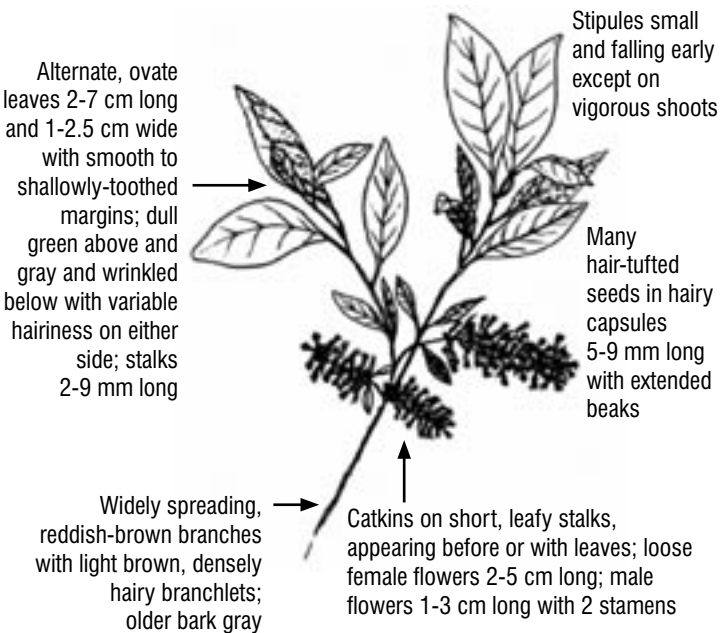 Alternate, ovate
leaves 2-7 cm long
and 1-2.5 cm wide
with smooth to
shallowly-toothed
margins; dull
green above and
gray and wrinkled
below with variable
hairiness on either
side; stalks
2-9 mm long
Stipules small
and falling early
except on
vigorous shoots
Many
hair-tufted
seeds in hairy
capsules
5-9 mm long
with extended
beaks
Widely spreading,
reddish-brown branches
with light brown, densely
hairy branchlets;
older bark gray
Catkins on short, leafy stalks,
appearing before or with leaves; loose
female flowers 2-5 cm long; male
flowers 1-3 cm long with 2 stamens